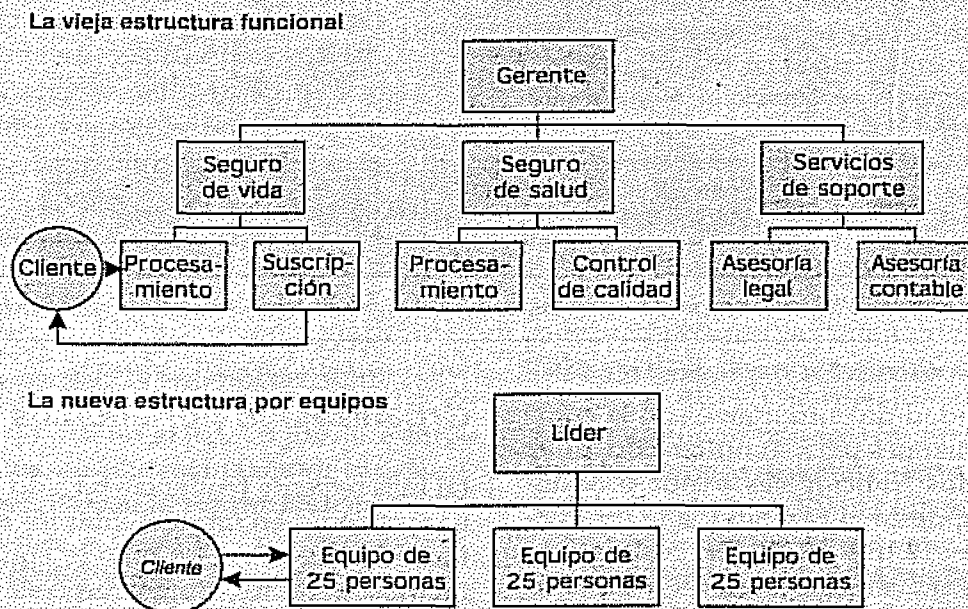 La vieja estructura funcional
Gerente
Seguro
de vida
Seguro
de salud
Servicios
de soporte
Cliente
Procesa-
miento
Suscrip-
ción
Procesa-
miento
Control
de calidad
Asesoría
legal
Asesoría
contable
La nueva estructura por equipos
Líder
Cliente
Equipo de
25 personas
Equipo de
25 personas
Equipo de
25 personas